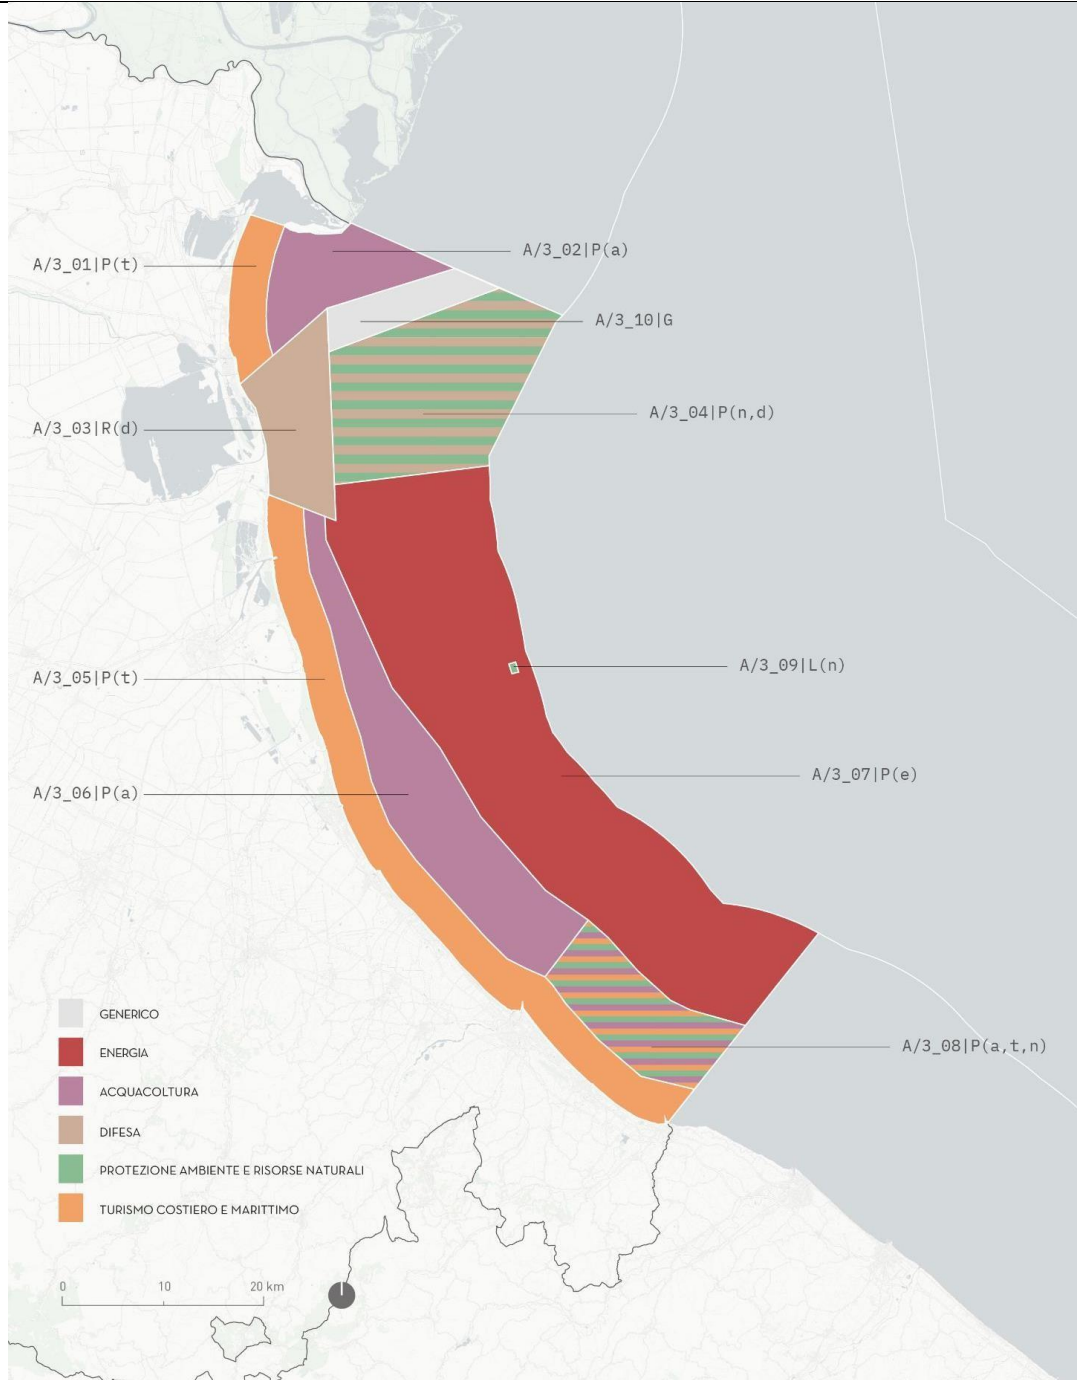 A/3_02|P(a)
A/3_01|P(t)
A/3_10|G
A/3_04|P(n,d)
A/3_03|R(d)
A/3_09|L(n)
A/3_05|P(t)
A/3_07|P(e)
A/3_06|P(a)
GENERICO
A/3_08|P(a,t,n)
ENERGIA
ACQUACOLTURA
DIFESA
PROTEZIONE AMBIENTE E RISORSE NATURALI
TURISMO COSTIERO E MARITTIMO
0 10 20 km